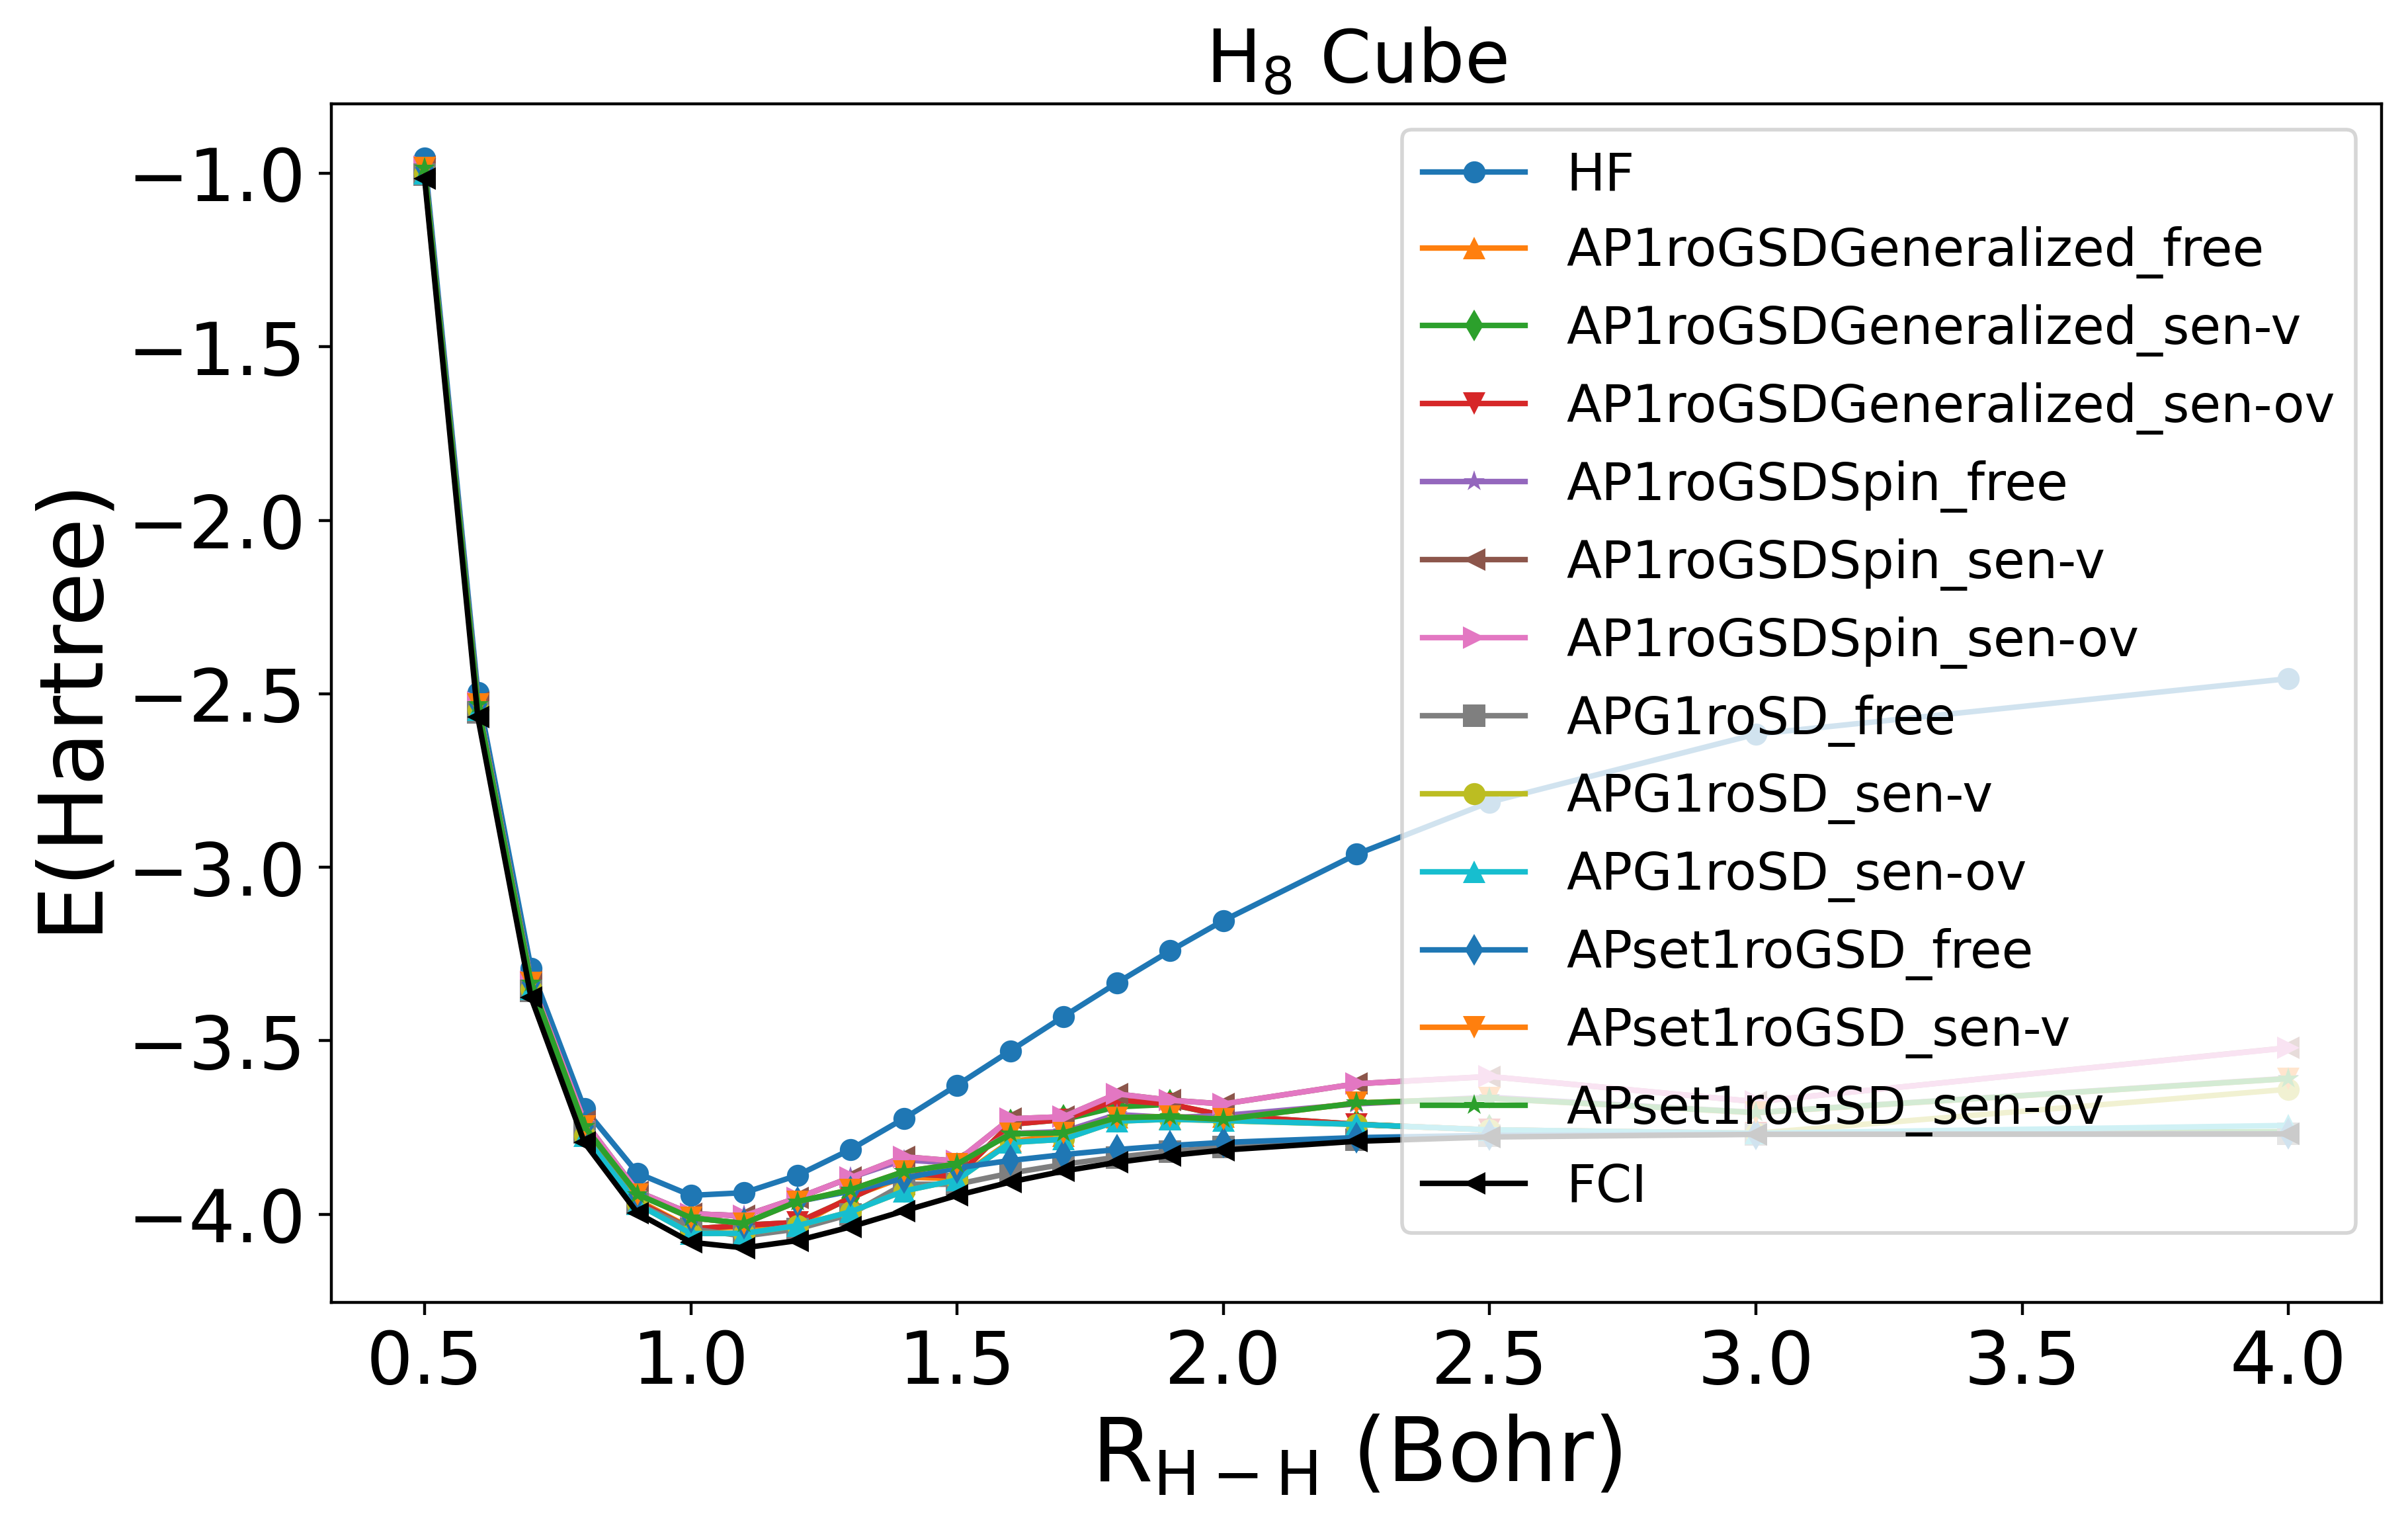 H₈ Cube
E(Hartree)
−1.0
−1.5
−2.0
−2.5
−3.0
−3.5
−4.0
HF
AP1roGSDGeneralized_free
AP1roGSDGeneralized_sen-v
AP1roGSDGeneralized_sen-ov
AP1roGSDSpin_free
AP1roGSDSpin_sen-v
AP1roGSDSpin_sen-ov
APG1roSD_free
APG1roSD_sen-v
APG1roSD_sen-ov
APset1roGSD_free
APset1roGSD_sen-v
APset1roGSD_sen-ov
FCI
0.5 1.0 1.5 2.0 2.5 3.0 3.5 4.0
R_H−H (Bohr)